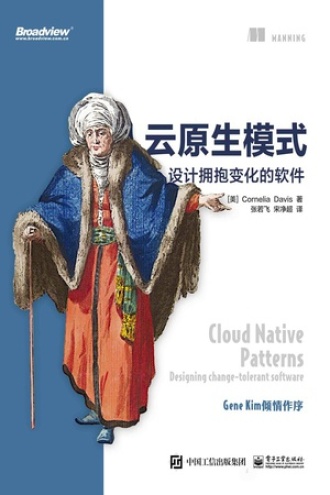 Broadview®
www.broadview.com.cn
MANNING
云原生模式
设计拥抱变化的软件
[美] Cornelia Davis 著
张若飞 宋净超 译
Cloud Native
Patterns
Designing change-tolerant software
Gene Kim倾情作序
中国工信出版集团
电子工业出版社